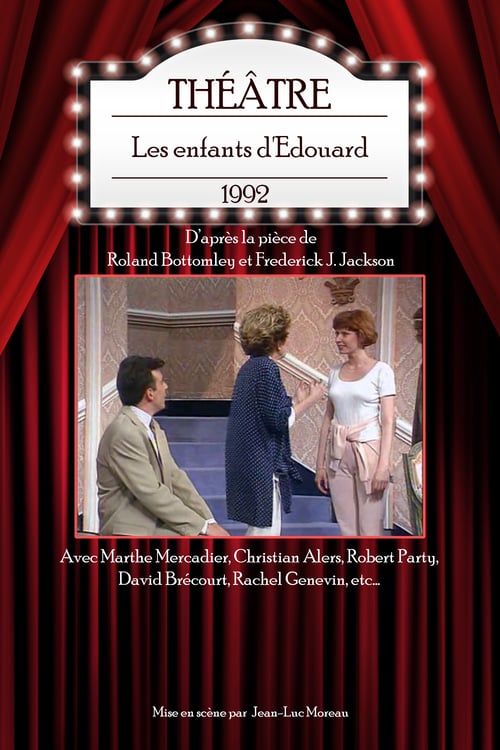 THÉÂTRE
Les enfants d'Edouard
1992
D'après la pièce de
Roland Bottomley et Frederick J. Jackson
Avec Marthe Mercadier, Christian Alers, Robert Party,
David Brécourt, Rachel Genevin, etc...
Mise en scène par Jean-Luc Moreau